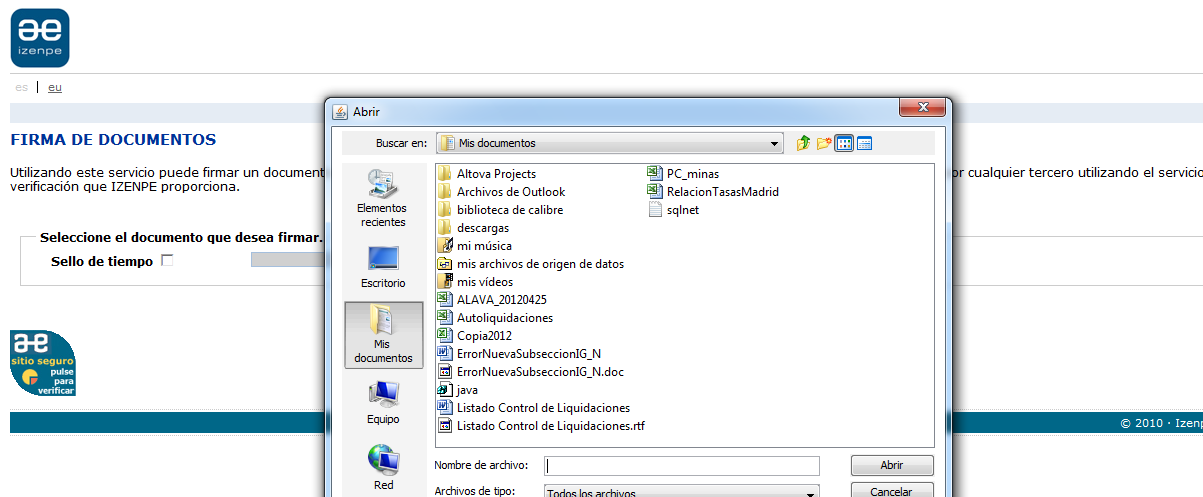 izenpe
es | eu
FIRMA DE DOCUMENTOS
Utilizando este servicio puede firmar un document
or cualquier tercero utilizando el servicio
verificación que IZENPE proporciona.
Seleccione el documento que desea firmar.
Sello de tiempo
sitio seguro
pulse
para
verificar
© 2010 · Izenp
Abrir
Buscar en:
Mis documentos
Elementos
recientes
Escritorio
Mis
documentos
Equipo
Red
Altova Projects
Archivos de Outlook
biblioteca de calibre
descargas
mi música
mis archivos de origen de datos
mis vídeos
ALAVA_20120425
Autoliquidaciones
Copia2012
ErrorNuevaSubseccionIG_N
ErrorNuevaSubseccionIG_N.doc
java
Listado Control de Liquidaciones
Listado Control de Liquidaciones.rtf
PC_minas
RelacionTasasMadrid
sqlnet
Nombre de archivo:
Abrir
Archivos de tipo:
Todos los archivos
Cancelar